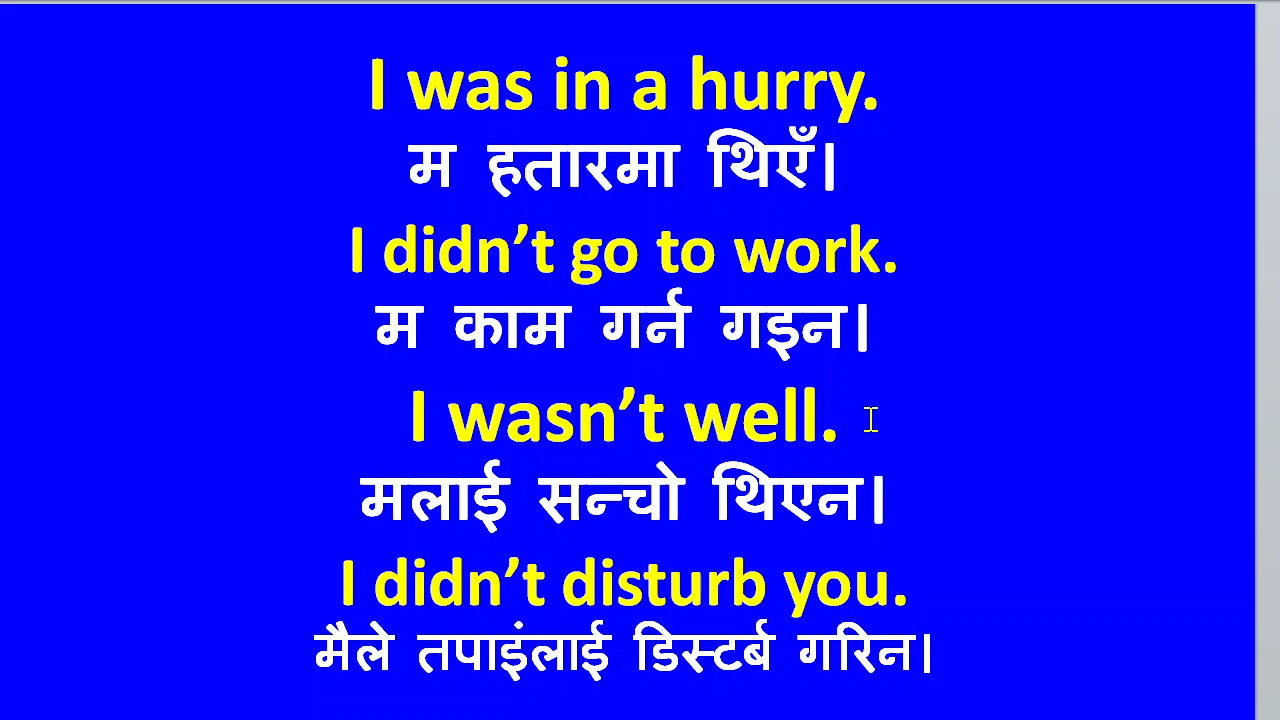 I was in a hurry.
म हतारमा थिएँ।
I didn’t go to work.
म काम गर्न गइन।
I wasn’t well.
मलाई सन्चो थिएन।
I didn’t disturb you.
मैले तपाइंलाई डिस्टर्ब गरिन।